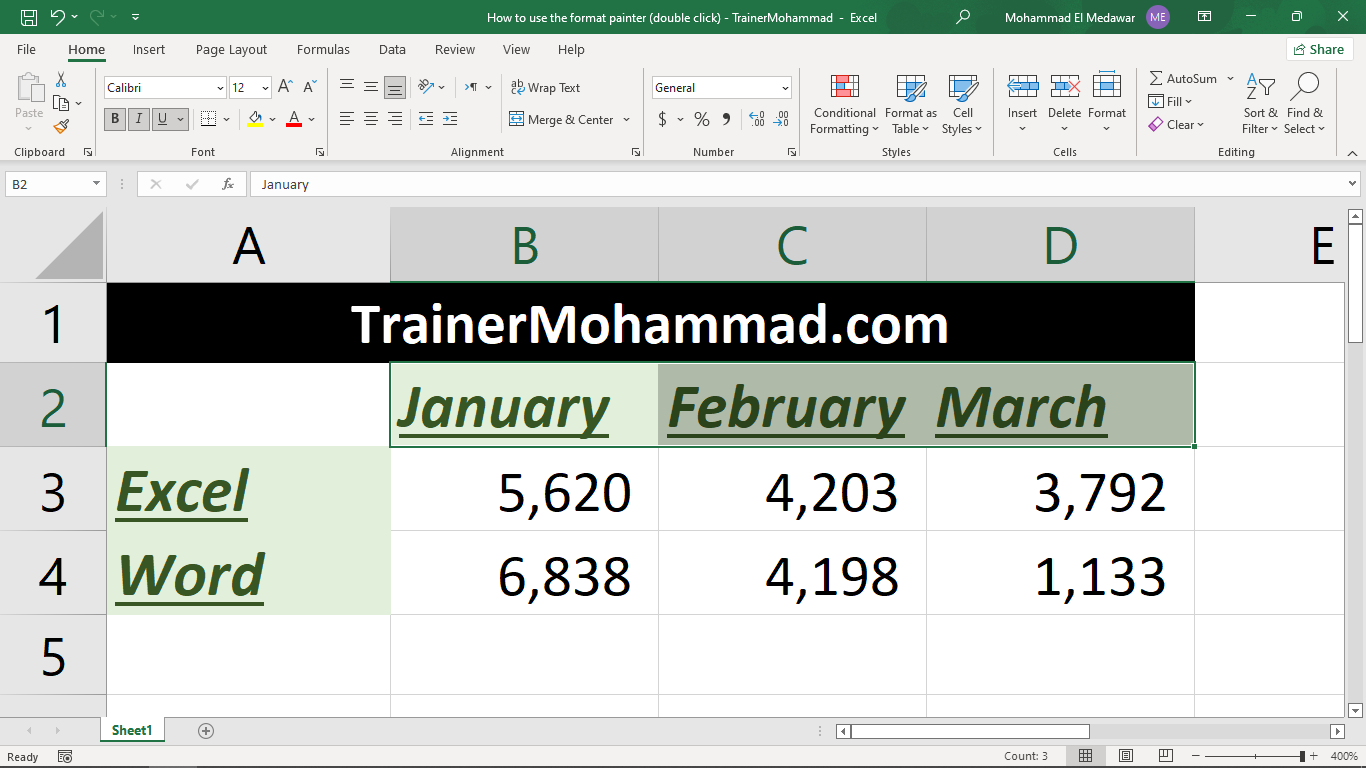 How to use the format painter (double click) - TrainerMohammad - Excel
Mohammad El Medawar ME
File Home Insert Page Layout Formulas Data Review View Help Share
Paste
Clipboard
Calibri 12
B I U A
Font
Wrap Text
Merge & Center
Alignment
General
$ % 9 .00 .00
Number
Conditional Formatting
Format as Table
Cell Styles
Styles
Insert Delete Format
Cells
AutoSum
Fill
Clear
Sort & Filter
Find & Select
Editing
B2 fx January
A B C D E
1 TrainerMohammad.com
2 January February March
3 Excel 5,620 4,203 3,792
4 Word 6,838 4,198 1,133
5
Sheet1
Ready Count: 3 400%